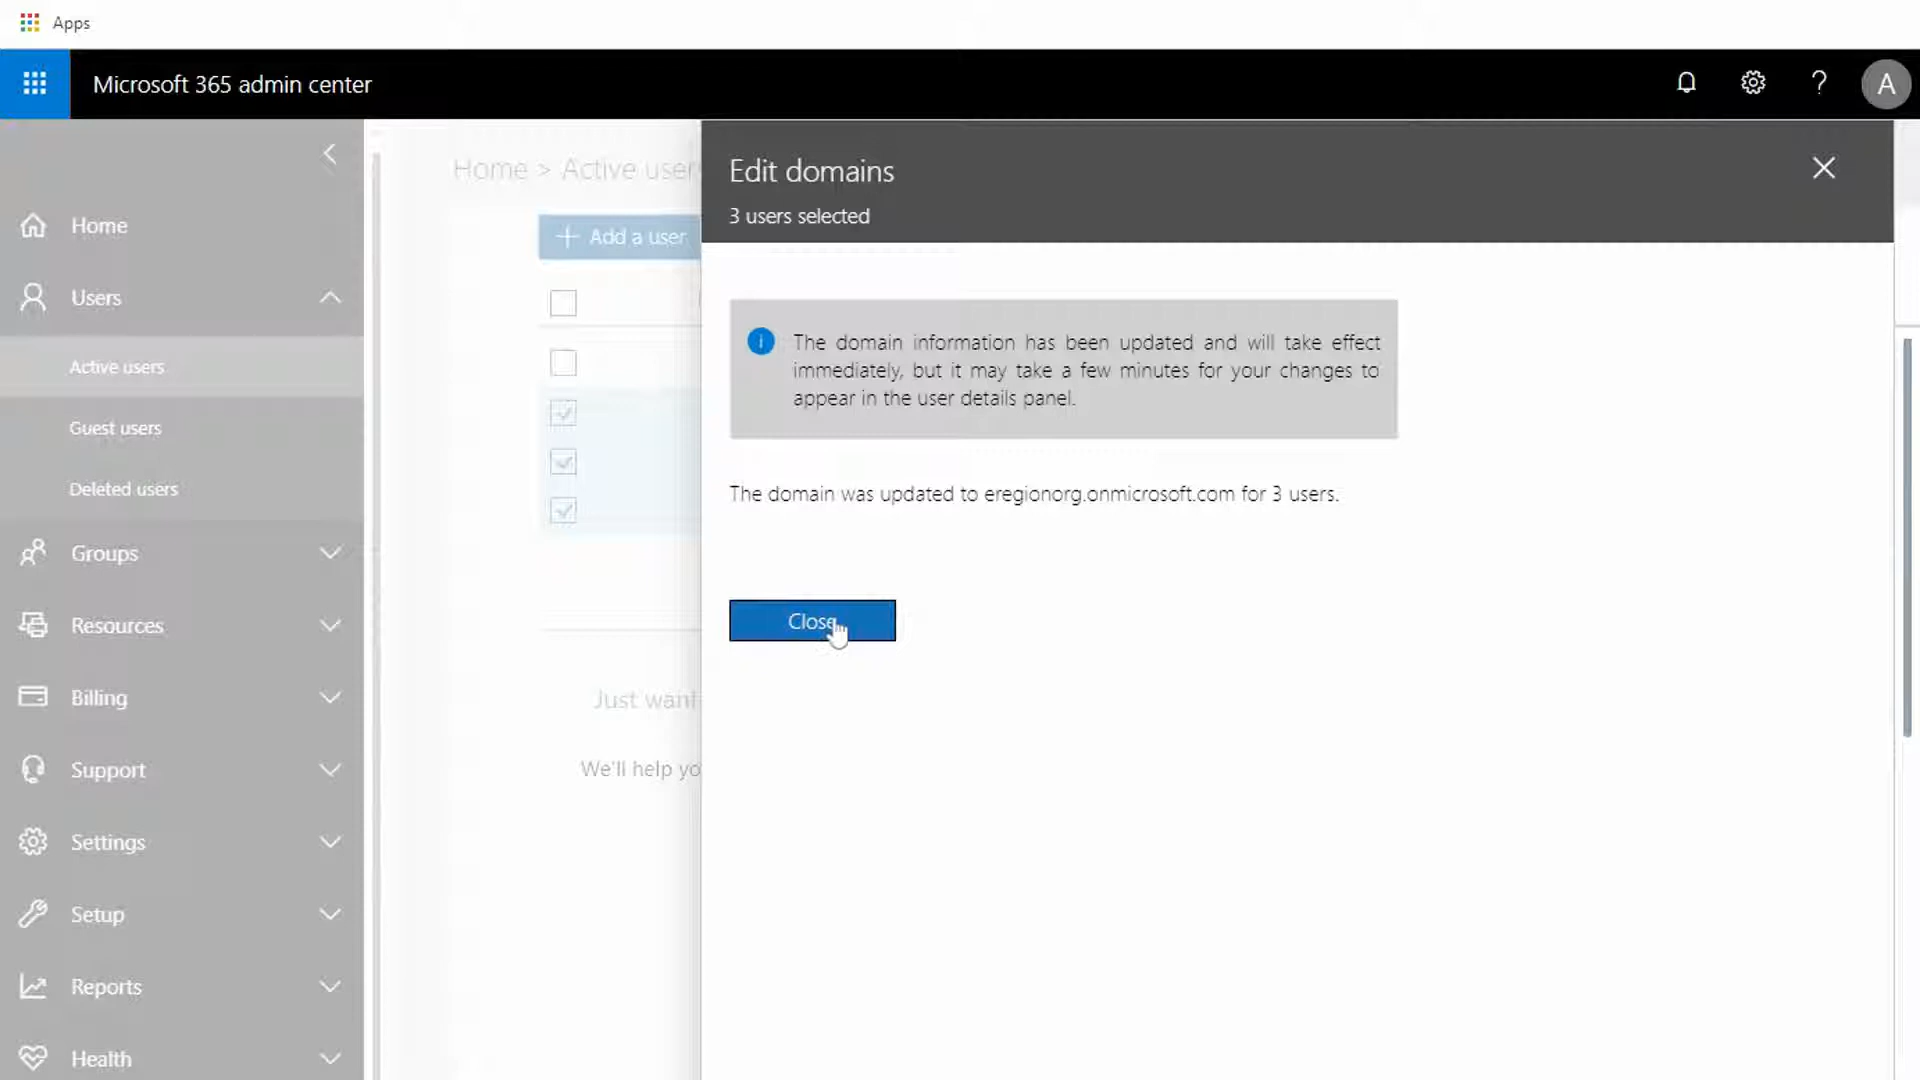 Apps
Microsoft 365 admin center
A
Home
Users
Active users
Guest users
Deleted users
Groups
Resources
Billing
Support
Settings
Setup
Reports
Health
Home > Active
Add a user
Just want
We'll help
Edit domains
3 users selected
The domain information has been updated and will take effect
immediately, but it may take a few minutes for your changes to
appear in the user details panel.
The domain was updated to eregionorg.onmicrosoft.com for 3 users.
Close